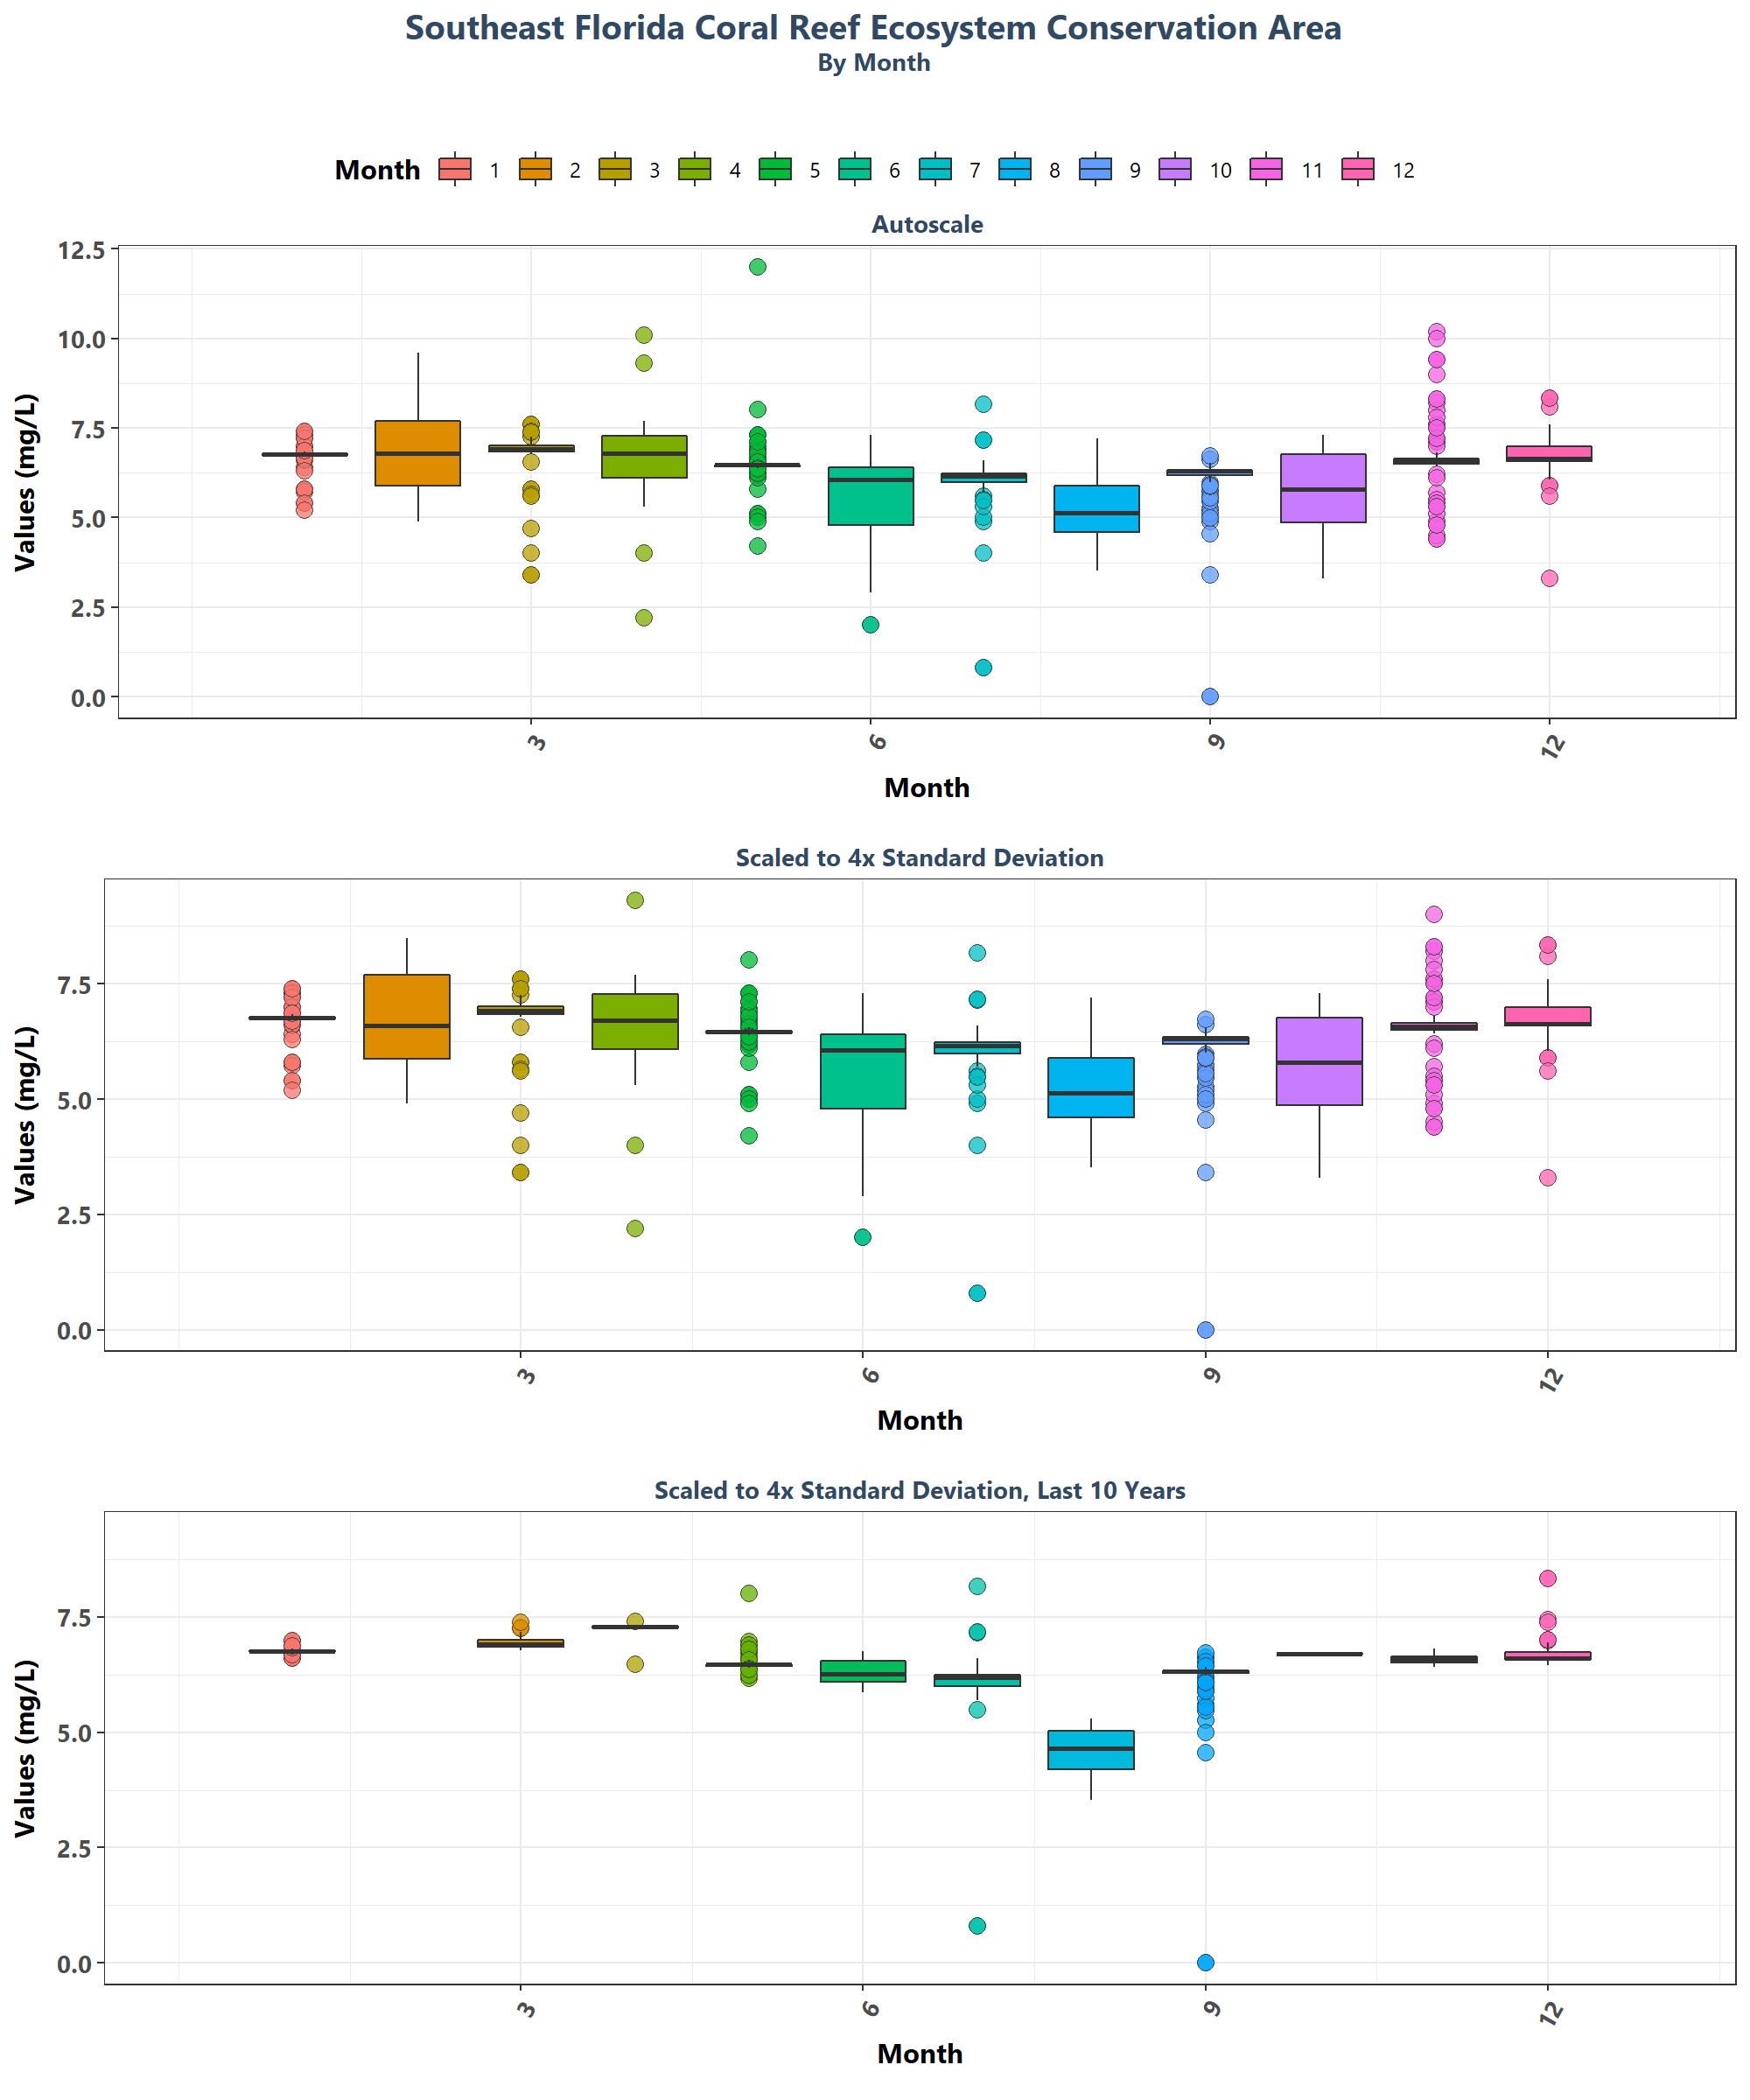 Southeast Florida Coral Reef Ecosystem Conservation Area
By Month
Month 1 2 3 4 5 6 7 8 9 10 11 12
Autoscale
Values (mg/L)
12.5
10.0
7.5
5.0
2.5
0.0
3 6 9 12
Month
Scaled to 4x Standard Deviation
Values (mg/L)
7.5
5.0
2.5
0.0
3 6 9 12
Month
Scaled to 4x Standard Deviation, Last 10 Years
Values (mg/L)
7.5
5.0
2.5
0.0
3 6 9 12
Month